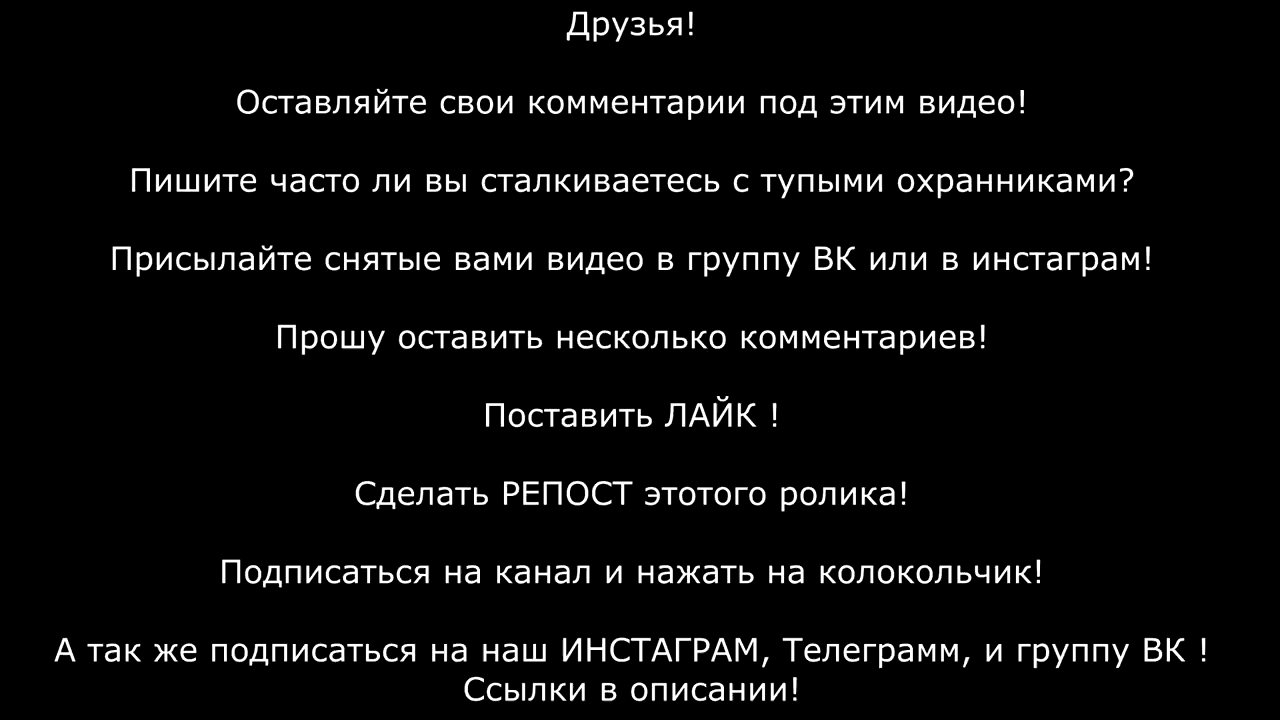 Друзья!
Оставляйте свои комментарии под этим видео!
Пишите часто ли вы сталкиваетесь с тупыми охранниками?
Присылайте снятые вами видео в группу ВК или в инстаграм!
Прошу оставить несколько комментариев!
Поставить ЛАЙК !
Сделать РЕПОСТ этотого ролика!
Подписаться на канал и нажать на колокольчик!
А так же подписаться на наш ИНСТАГРАМ, Телеграмм, и группу ВК !
Ссылки в описании!